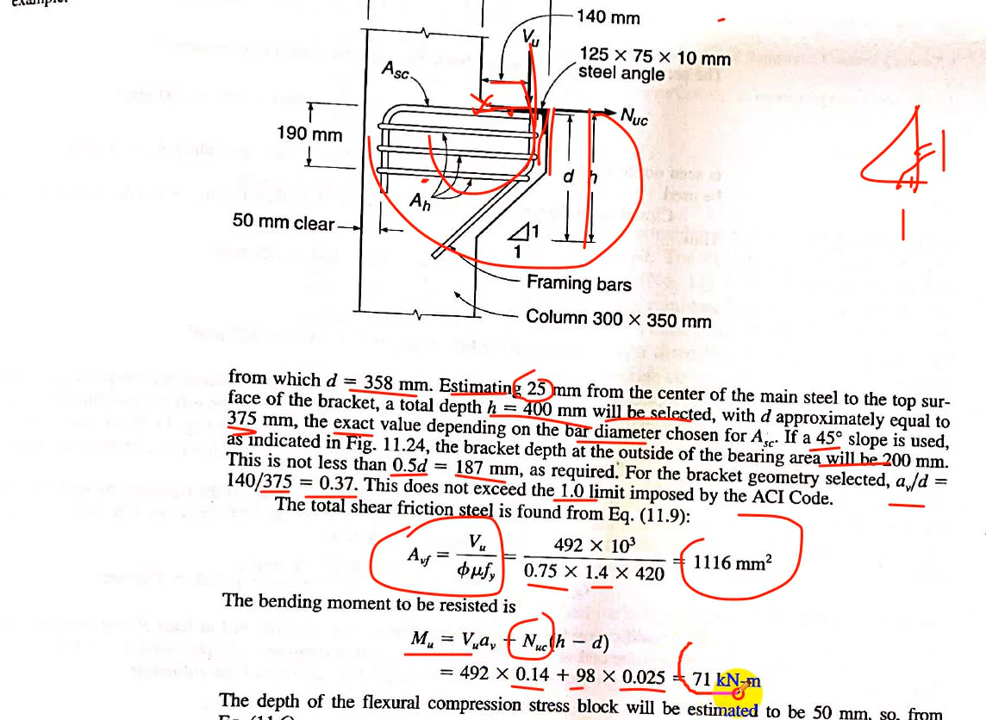 140 mm
Vu
125 × 75 × 10 mm
steel angle
Asc
Nuc
190 mm
d h
Ah
50 mm clear
1
1
Framing bars
Column 300 × 350 mm
from which d = 358 mm. Estimating 25 mm from the center of the main steel to the top sur-
face of the bracket, a total depth h = 400 mm will be selected, with d approximately equal to
375 mm, the exact value depending on the bar diameter chosen for Asc. If a 45° slope is used,
as indicated in Fig. 11.24, the bracket depth at the outside of the bearing area will be 200 mm.
This is not less than 0.5d = 187 mm, as required. For the bracket geometry selected, av/d =
140/375 = 0.37. This does not exceed the 1.0 limit imposed by the ACI Code.
The total shear friction steel is found from Eq. (11.9):
Avf = Vu / ϕμfy = 492 × 10³ / 0.75 × 1.4 × 420 = 1116 mm²
The bending moment to be resisted is
Mu = Vuav + Nuc(h − d)
= 492 × 0.14 + 98 × 0.025 = 71 kN-m
The depth of the flexural compression stress block will be estimated to be 50 mm, so, from